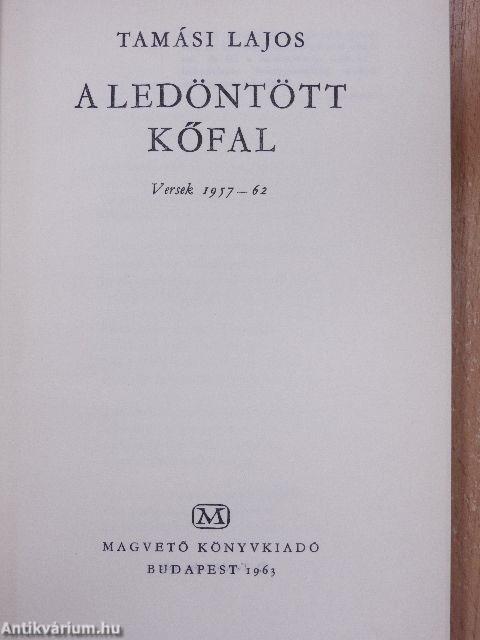 TAMÁSI LAJOS
A LEDÖNTÖTT
KŐFAL
Versek 1957–62
M
MAGVETŐ KÖNYVKIADÓ
BUDAPEST 1963
Antikvárium.hu